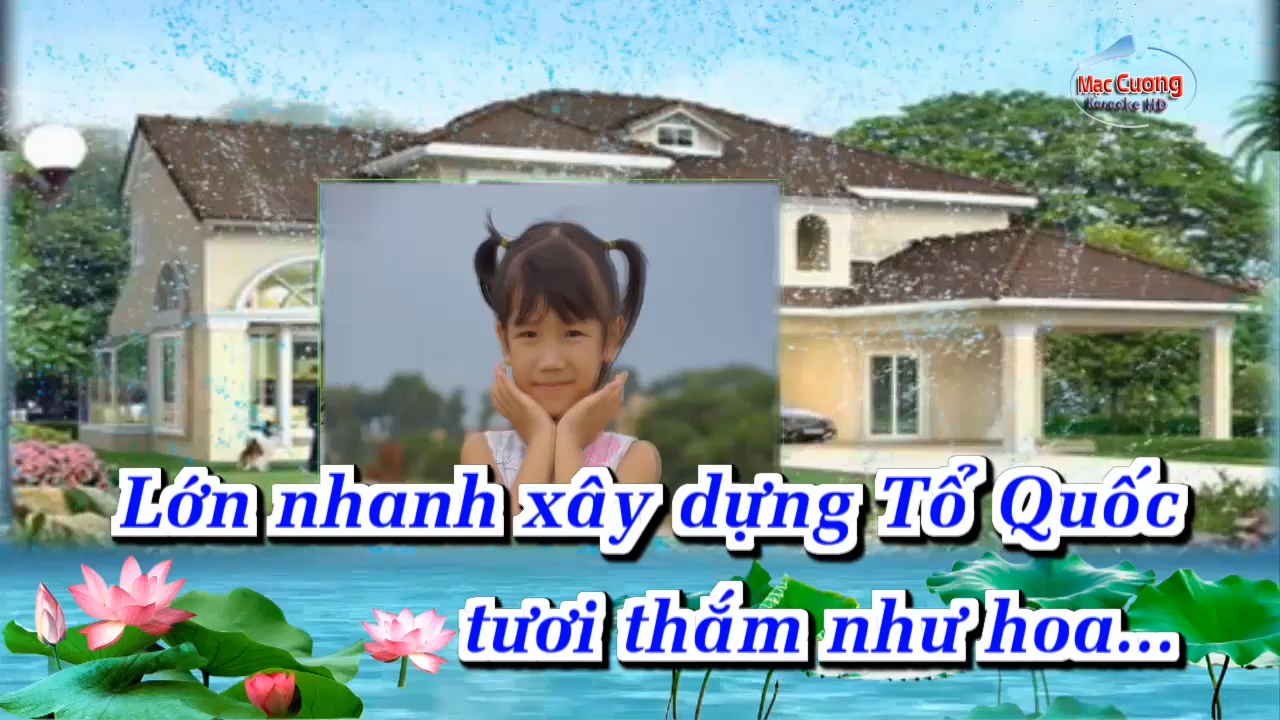 Mac Cuong
Karaoke HD
Lớn nhanh xây dựng Tổ Quốc
tươi thắm như hoa...